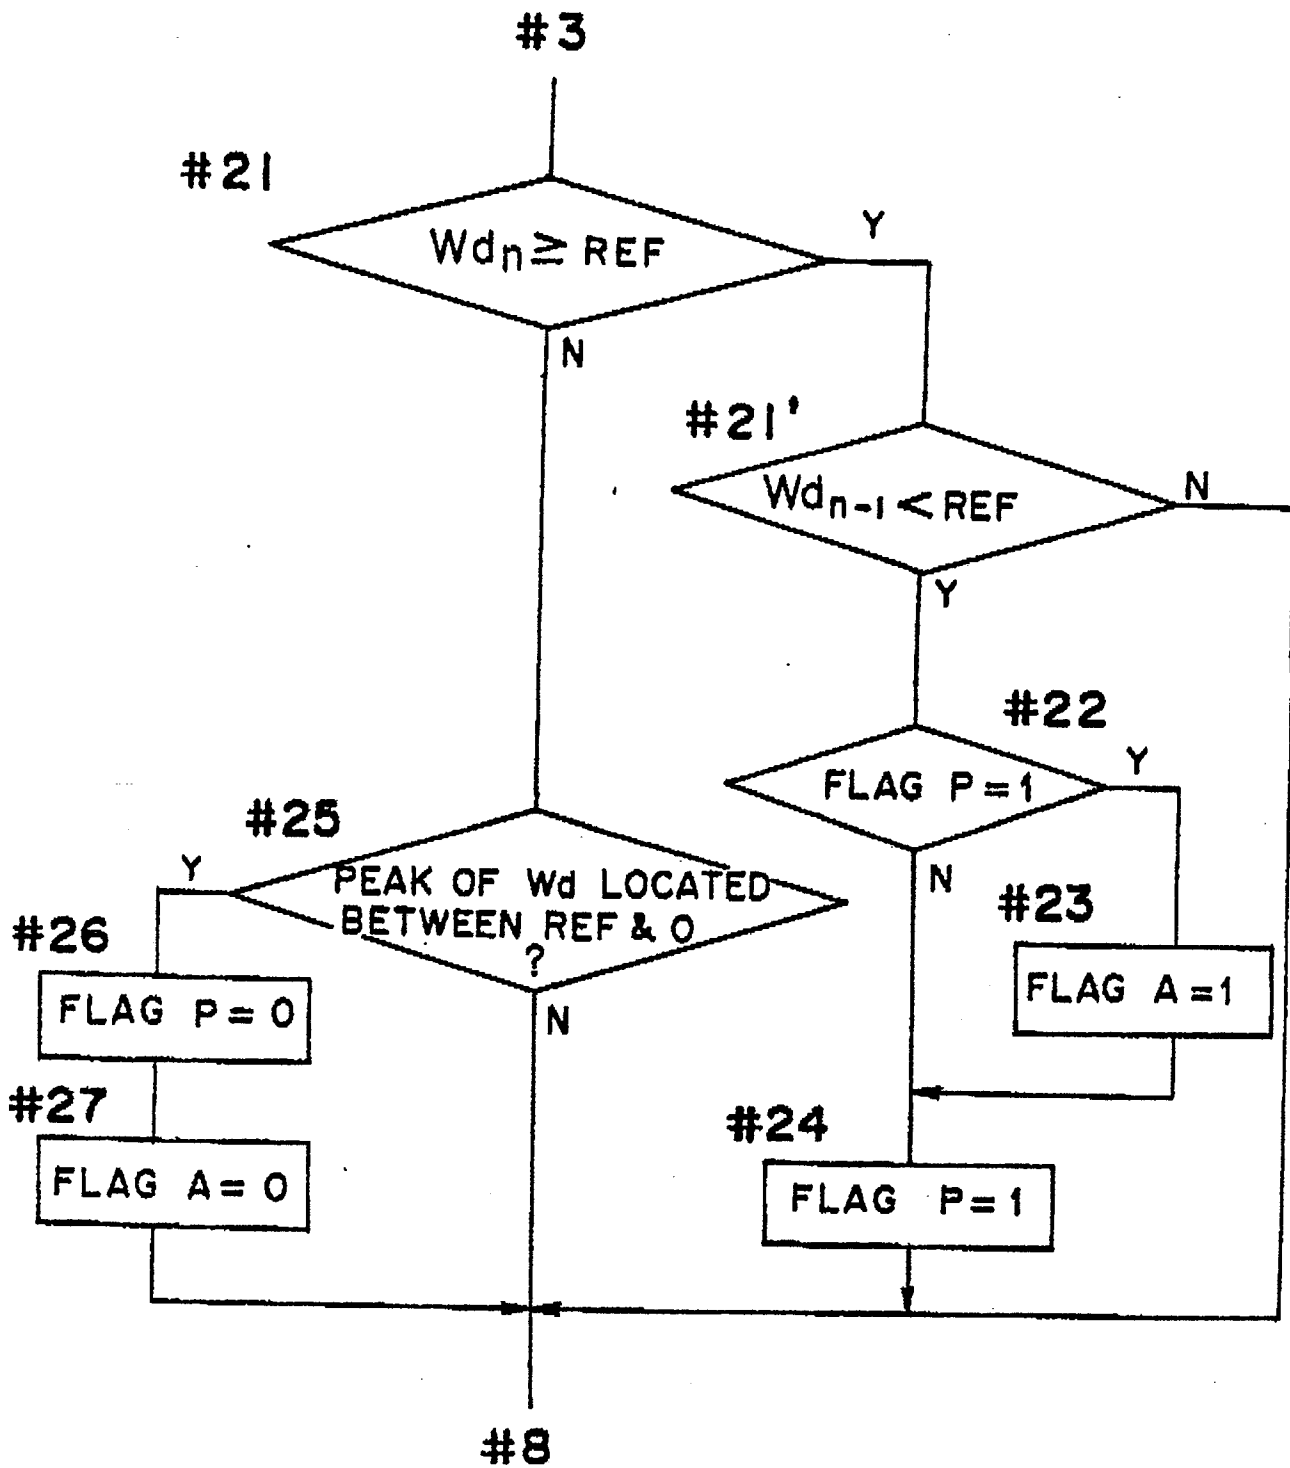 #3
#21
Wdn ≥ REF
Y
N
#21'
Wdn-1 < REF
N
Y
#22
FLAG P = 1
Y
N
#25
PEAK OF Wd LOCATED
BETWEEN REF & 0
?
Y
N
#23
FLAG A = 1
#26
FLAG P = 0
#27
FLAG A = 0
#24
FLAG P = 1
#8